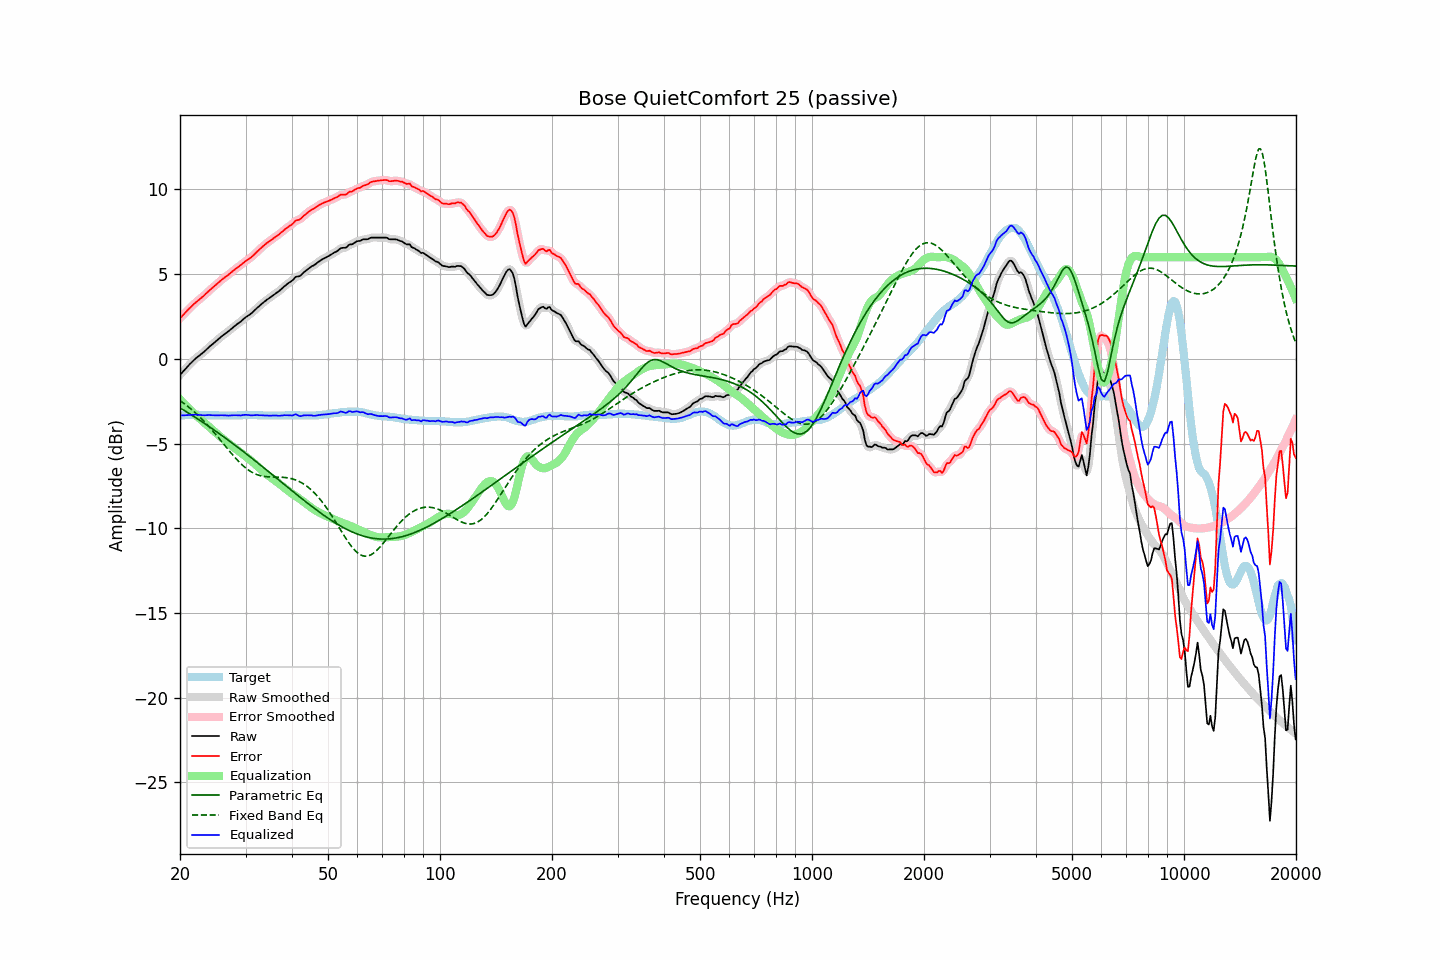 Bose QuietComfort 25 (passive)
10
5
0
−5
−10
−15
−20
−25
Amplitude (dBr)
Target
Raw Smoothed
Error Smoothed
Raw
Error
Equalization
Parametric Eq
Fixed Band Eq
Equalized
20 50 100 200 500 1000 2000 5000 10000 20000
Frequency (Hz)